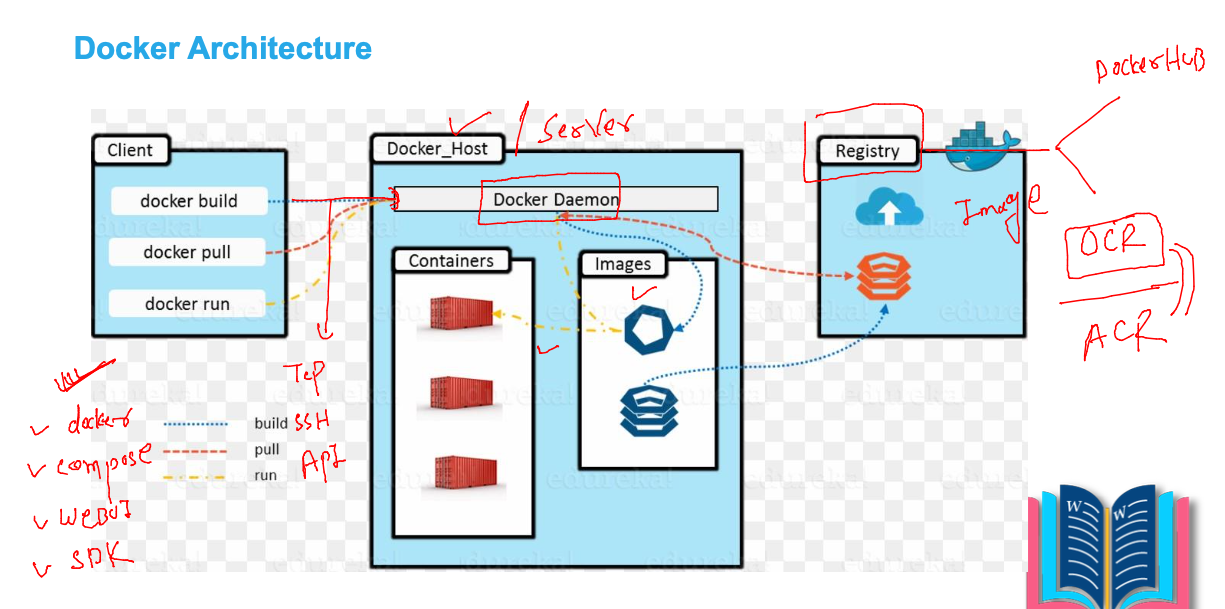 Docker Architecture
DockerHUB
/ Server
Client
Docker_Host
Registry
docker build
Docker Daemon
Image
docker pull
OCR
Containers
Images
docker run
ACR
TCP
docker
build
SSH
compose
pull
API
run
WEBUI
SDK
edureka!
W
W